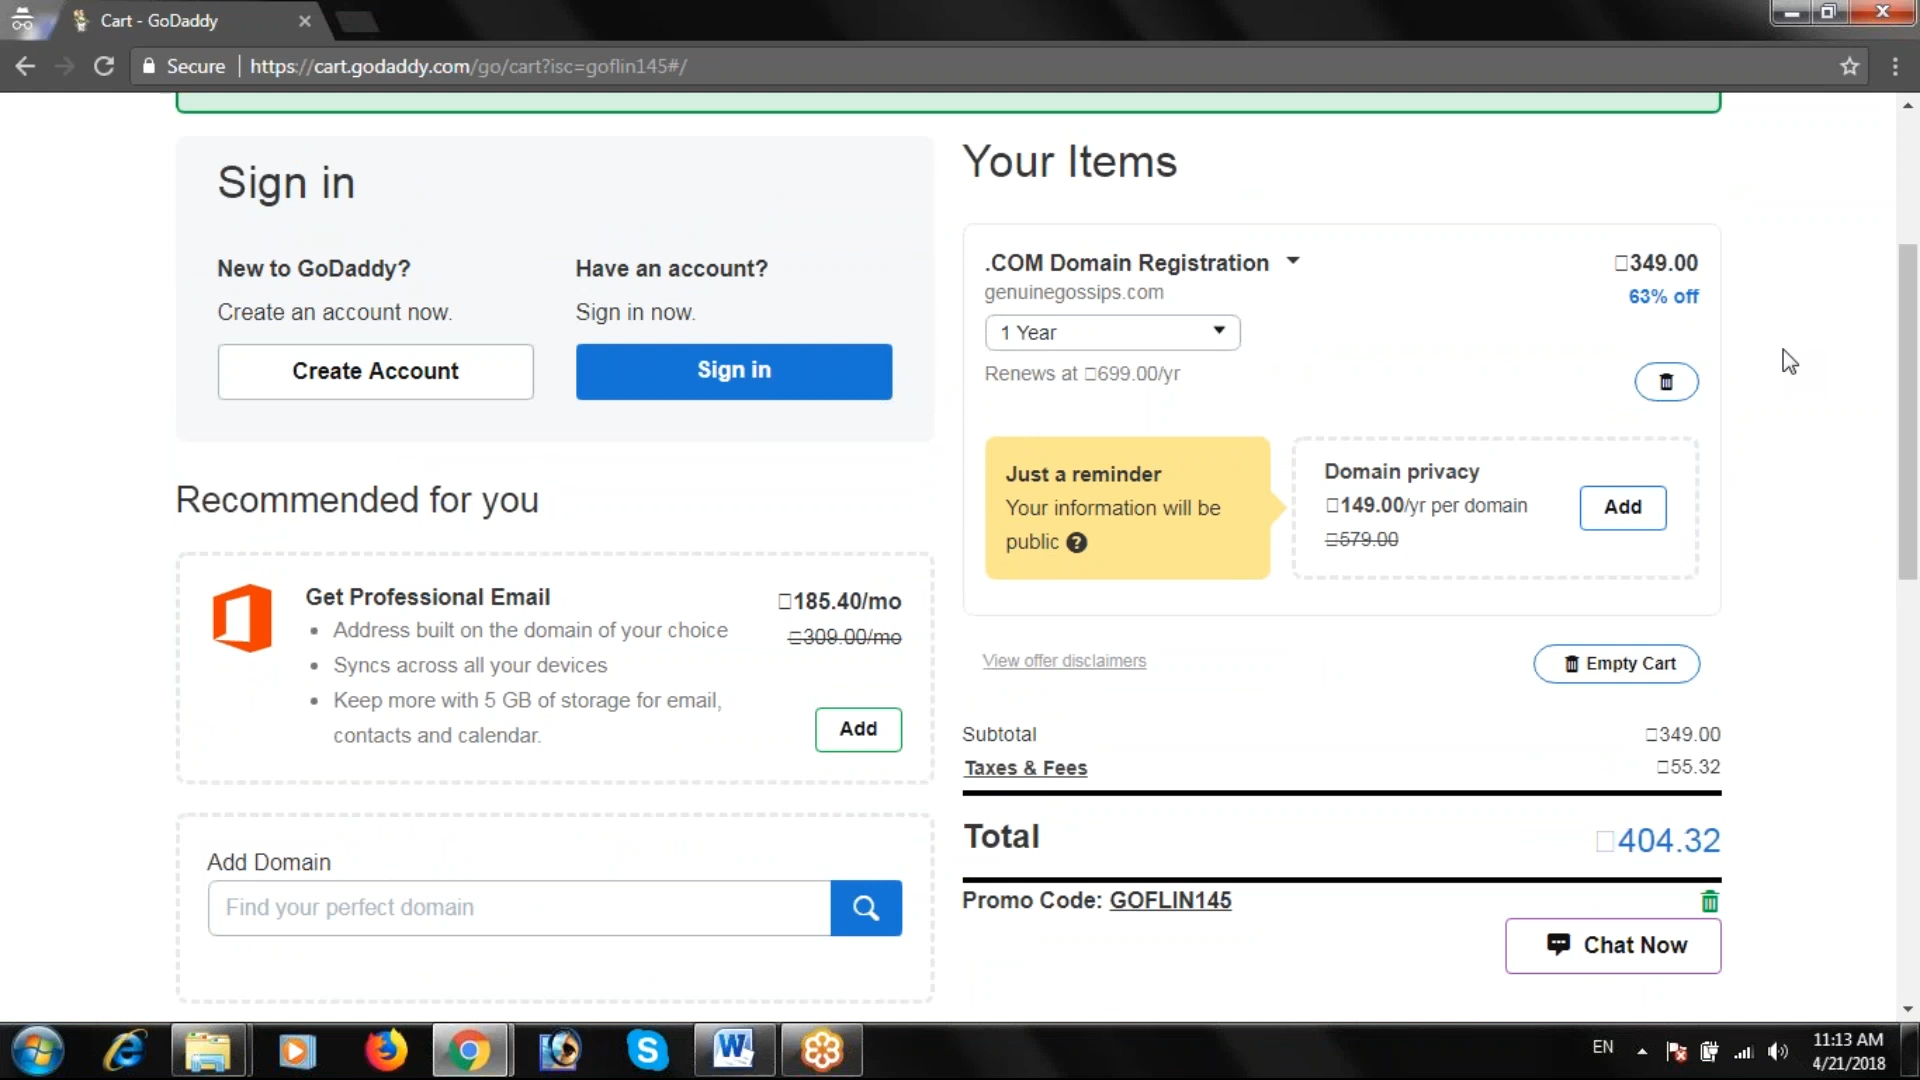 Cart - GoDaddy
Secure https://cart.godaddy.com/go/cart?isc=goflin145#/
Sign in
New to GoDaddy?
Create an account now.
Create Account
Have an account?
Sign in now.
Sign in
Recommended for you
Get Professional Email
• Address built on the domain of your choice
• Syncs across all your devices
• Keep more with 5 GB of storage for email,
contacts and calendar.
□185.40/mo
□309.00/mo
Add
Add Domain
Find your perfect domain
Your Items
.COM Domain Registration □349.00
genuinegossips.com 63% off
1 Year
Renews at □699.00/yr
Just a reminder
Your information will be
public ?
Domain privacy
□149.00/yr per domain
□579.00
Add
View offer disclaimers
Empty Cart
Subtotal □349.00
Taxes & Fees □55.32
Total □404.32
Promo Code: GOFLIN145
Chat Now
EN
11:13 AM
4/21/2018